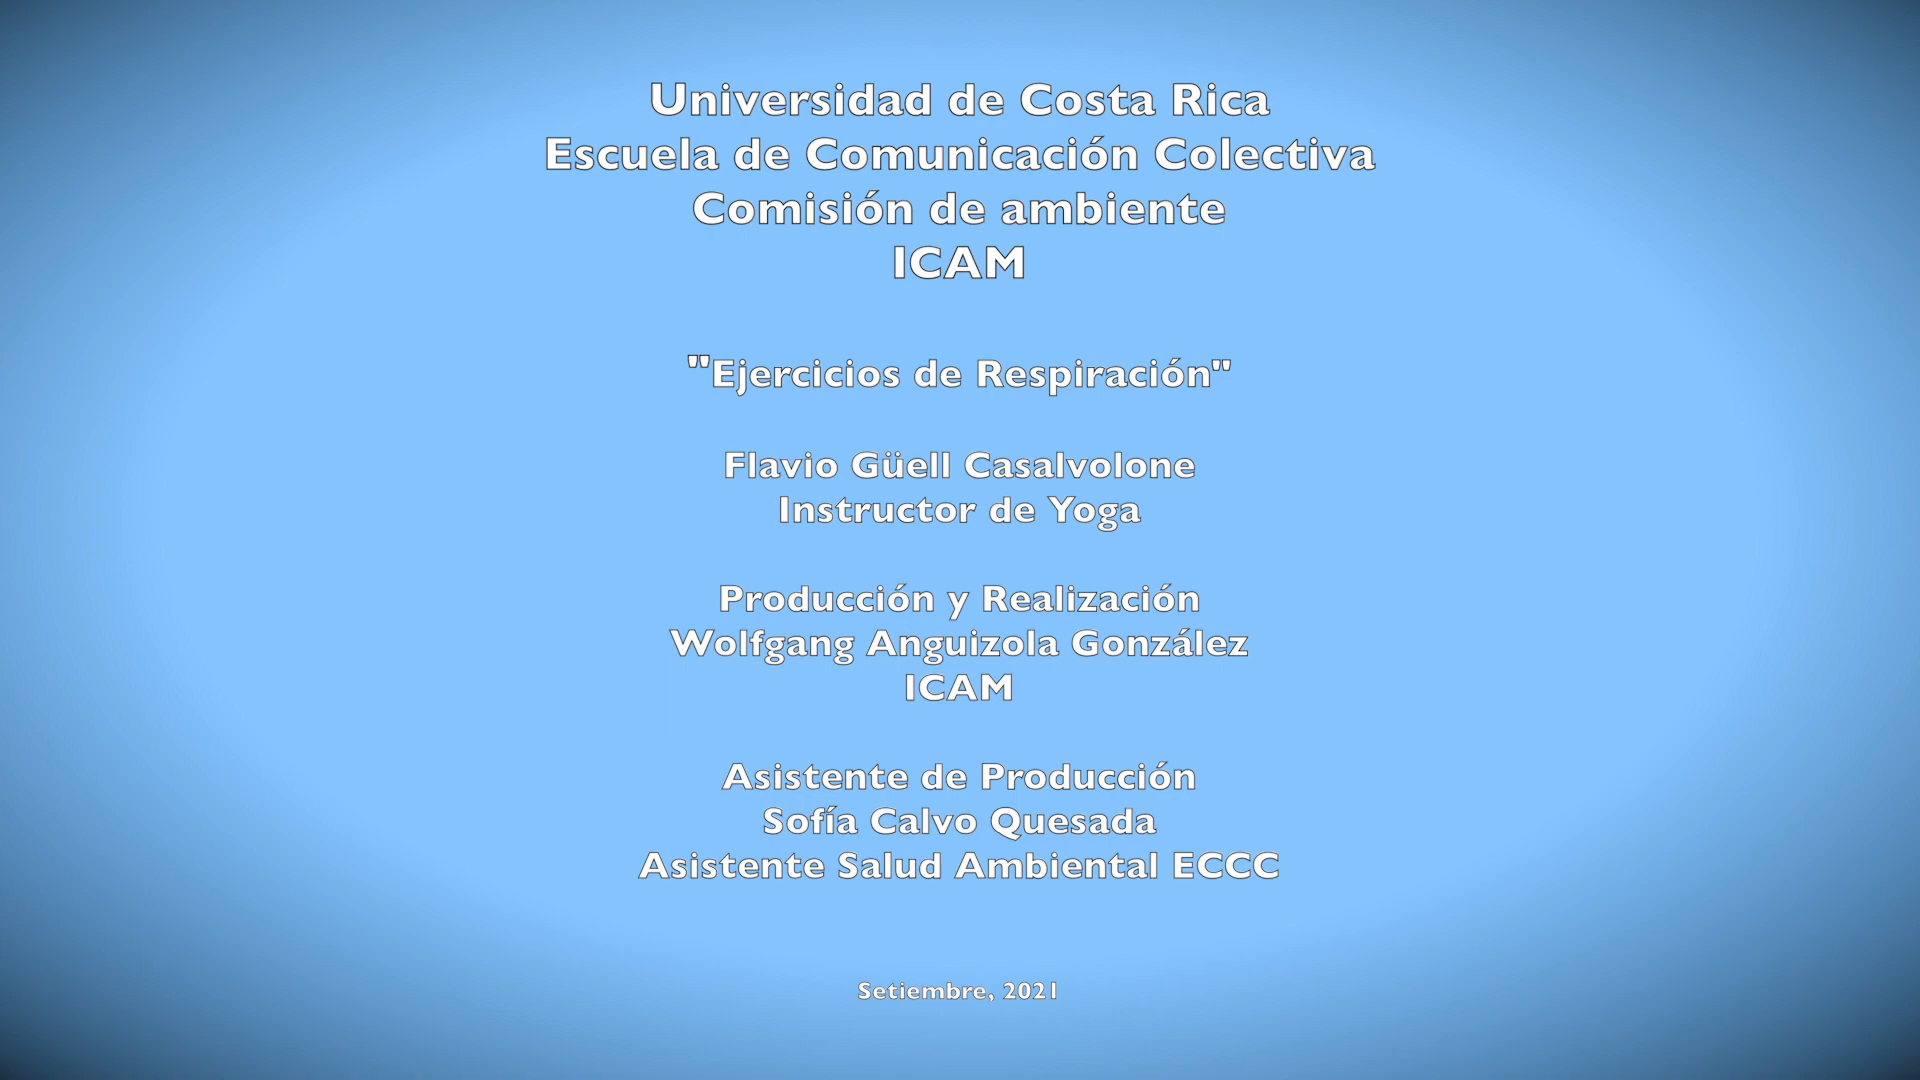 Universidad de Costa Rica
Escuela de Comunicación Colectiva
Comisión de ambiente
ICAM
"Ejercicios de Respiración"
Flavio Güell Casalvolone
Instructor de Yoga
Producción y Realización
Wolfgang Anguizola González
ICAM
Asistente de Producción
Sofía Calvo Quesada
Asistente Salud Ambiental ECCC
Setiembre, 2021